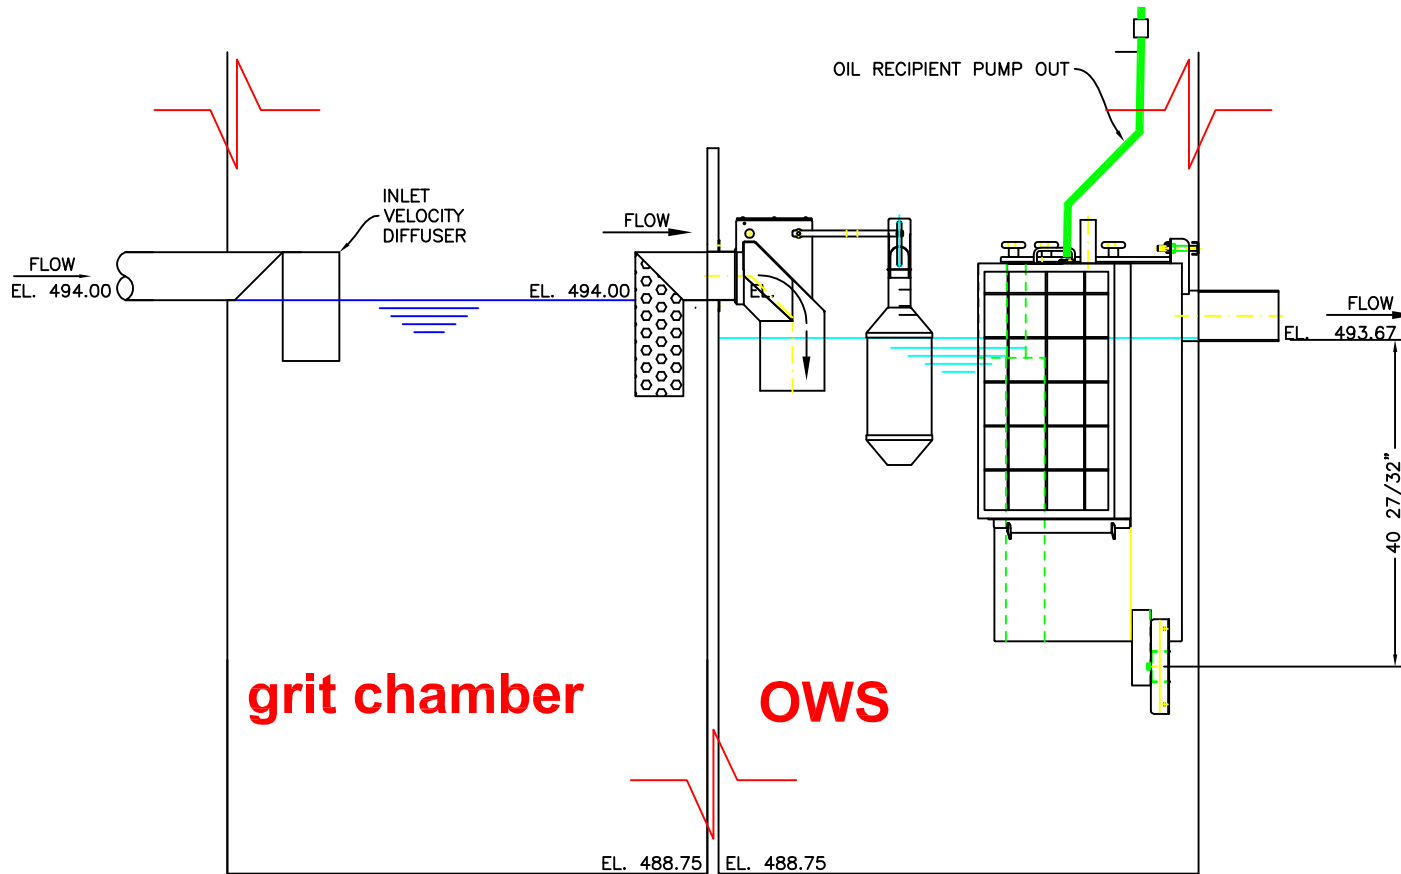 OIL RECIPIENT PUMP OUT
INLET
VELOCITY
DIFFUSER
FLOW
FLOW
EL. 494.00
EL. 494.00
EL.
FLOW
EL. 493.67
40 27/32"
grit chamber
OWS
EL. 488.75
EL. 488.75